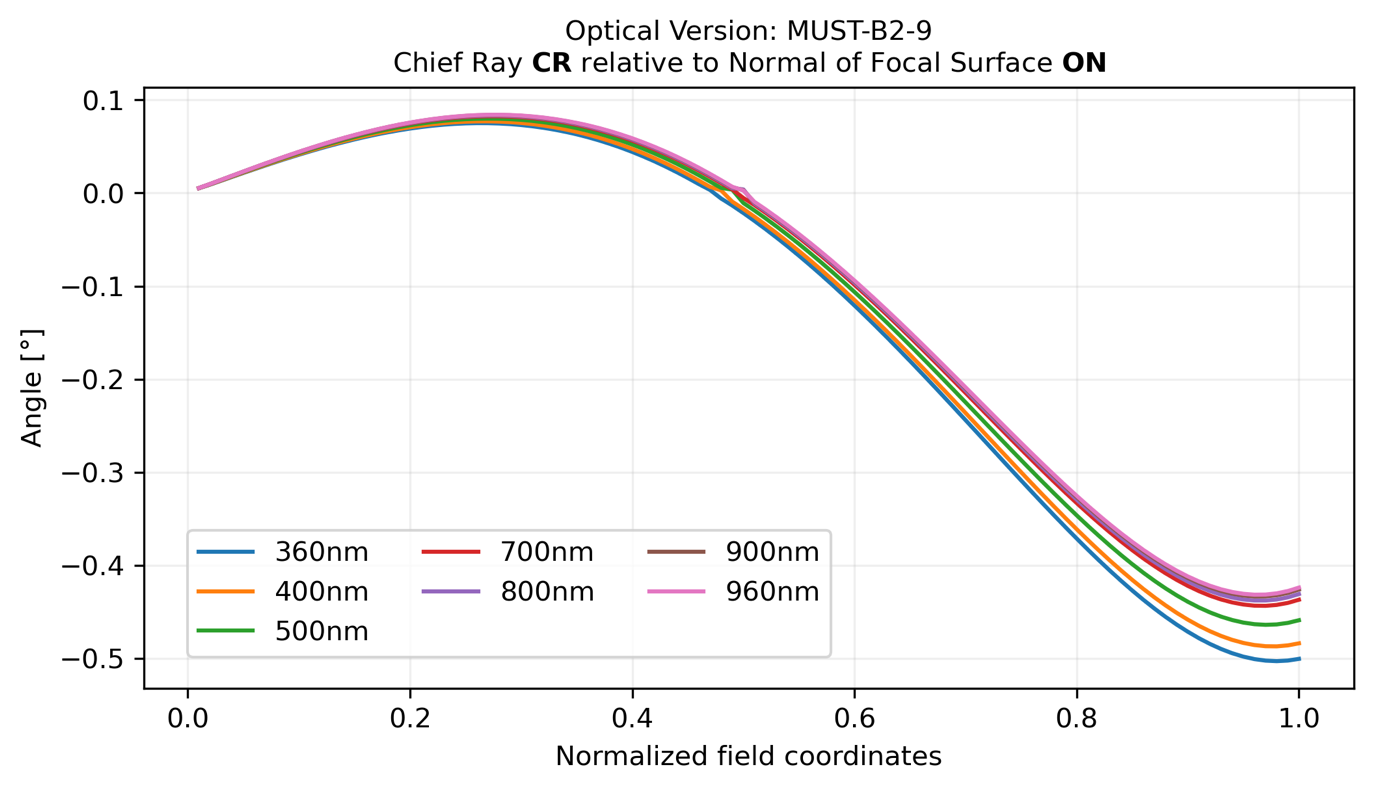 Optical Version: MUST-B2-9
Chief Ray CR relative to Normal of Focal Surface ON
0.1
0.0
−0.1
−0.2
−0.3
−0.4
−0.5
Angle [°]
360nm
400nm
500nm
700nm
800nm
900nm
960nm
0.0 0.2 0.4 0.6 0.8 1.0
Normalized field coordinates